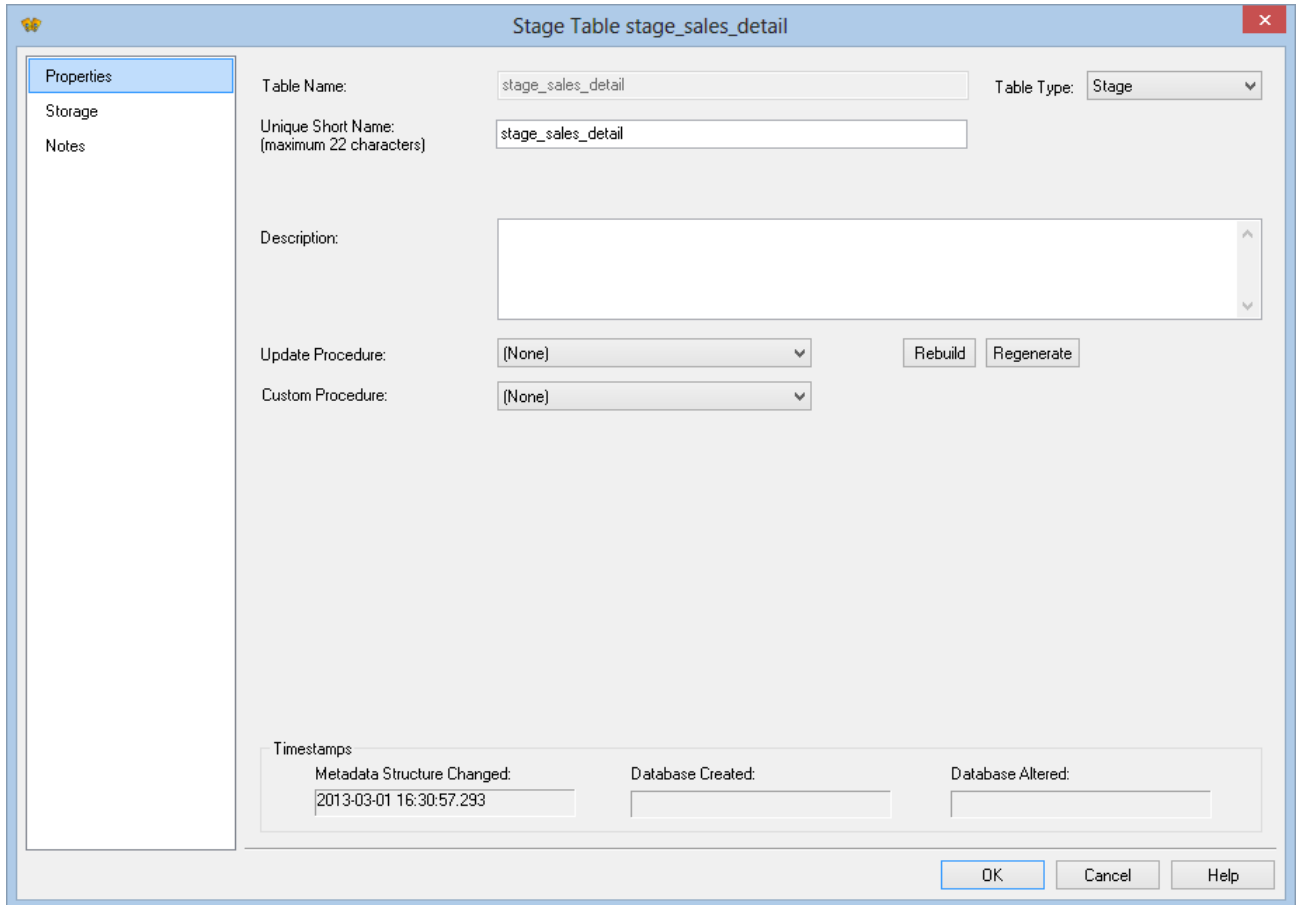 Stage Table stage_sales_detail
Properties
Storage
Notes
Table Name: stage_sales_detail Table Type: Stage
Unique Short Name:
(maximum 22 characters) stage_sales_detail
Description:
Update Procedure: (None) Rebuild Regenerate
Custom Procedure: (None)
Timestamps
Metadata Structure Changed: Database Created: Database Altered:
2013-03-01 16:30:57.293
OK Cancel Help